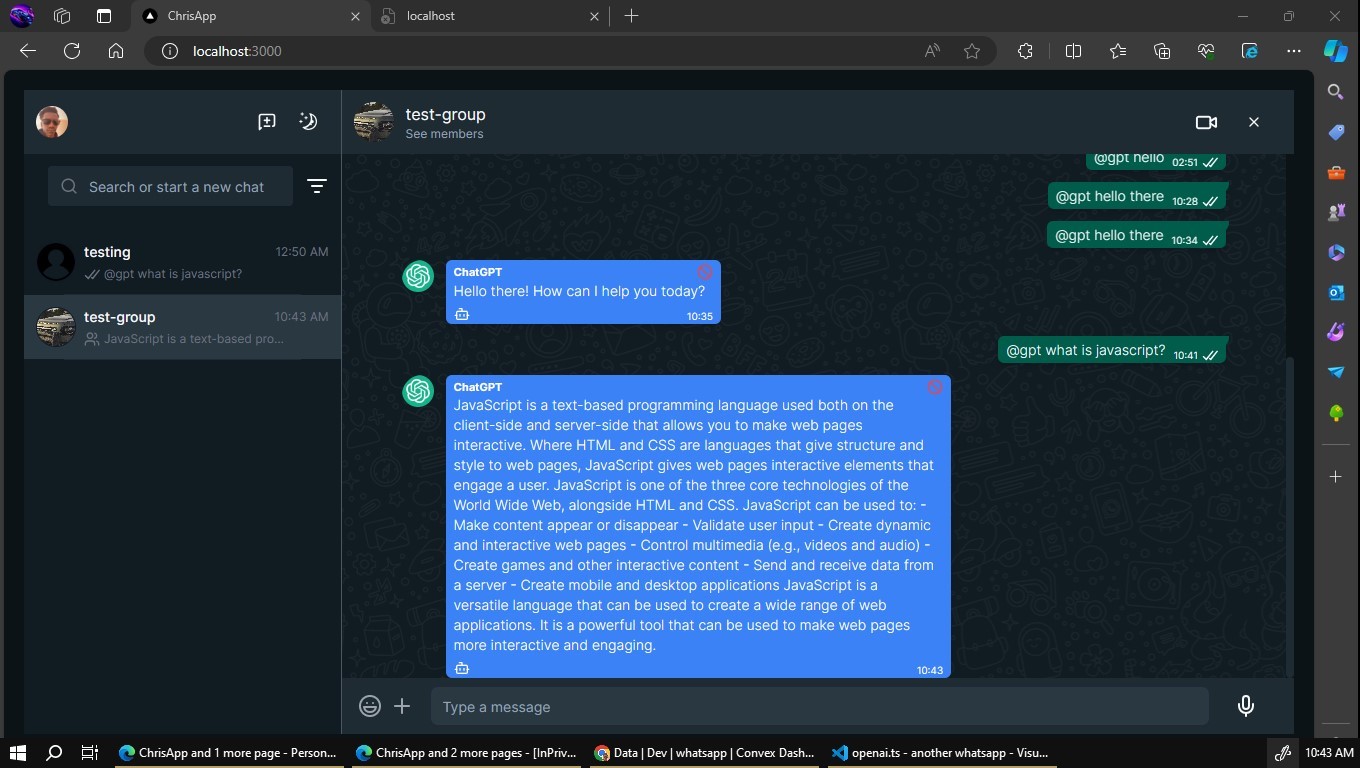 ChrisApp
localhost
localhost:3000
test-group
See members
Search or start a new chat
testing
12:50 AM
@gpt what is javascript?
test-group
10:43 AM
JavaScript is a text-based pro...
@gpt hello 02:51
@gpt hello there 10:28
@gpt hello there 10:34
ChatGPT
Hello there! How can I help you today?
10:35
@gpt what is javascript? 10:41
ChatGPT
JavaScript is a text-based programming language used both on the
client-side and server-side that allows you to make web pages
interactive. Where HTML and CSS are languages that give structure and
style to web pages, JavaScript gives web pages interactive elements that
engage a user. JavaScript is one of the three core technologies of the
World Wide Web, alongside HTML and CSS. JavaScript can be used to: -
Make content appear or disappear - Validate user input - Create dynamic
and interactive web pages - Control multimedia (e.g., videos and audio) -
Create games and other interactive content - Send and receive data from
a server - Create mobile and desktop applications JavaScript is a
versatile language that can be used to create a wide range of web
applications. It is a powerful tool that can be used to make web pages
more interactive and engaging.
10:43
Type a message
ChrisApp and 1 more page - Person...
ChrisApp and 2 more pages - [InPriv...
Data | Dev | whatsapp | Convex Dash...
openai.ts - another whatsapp - Visu...
10:43 AM